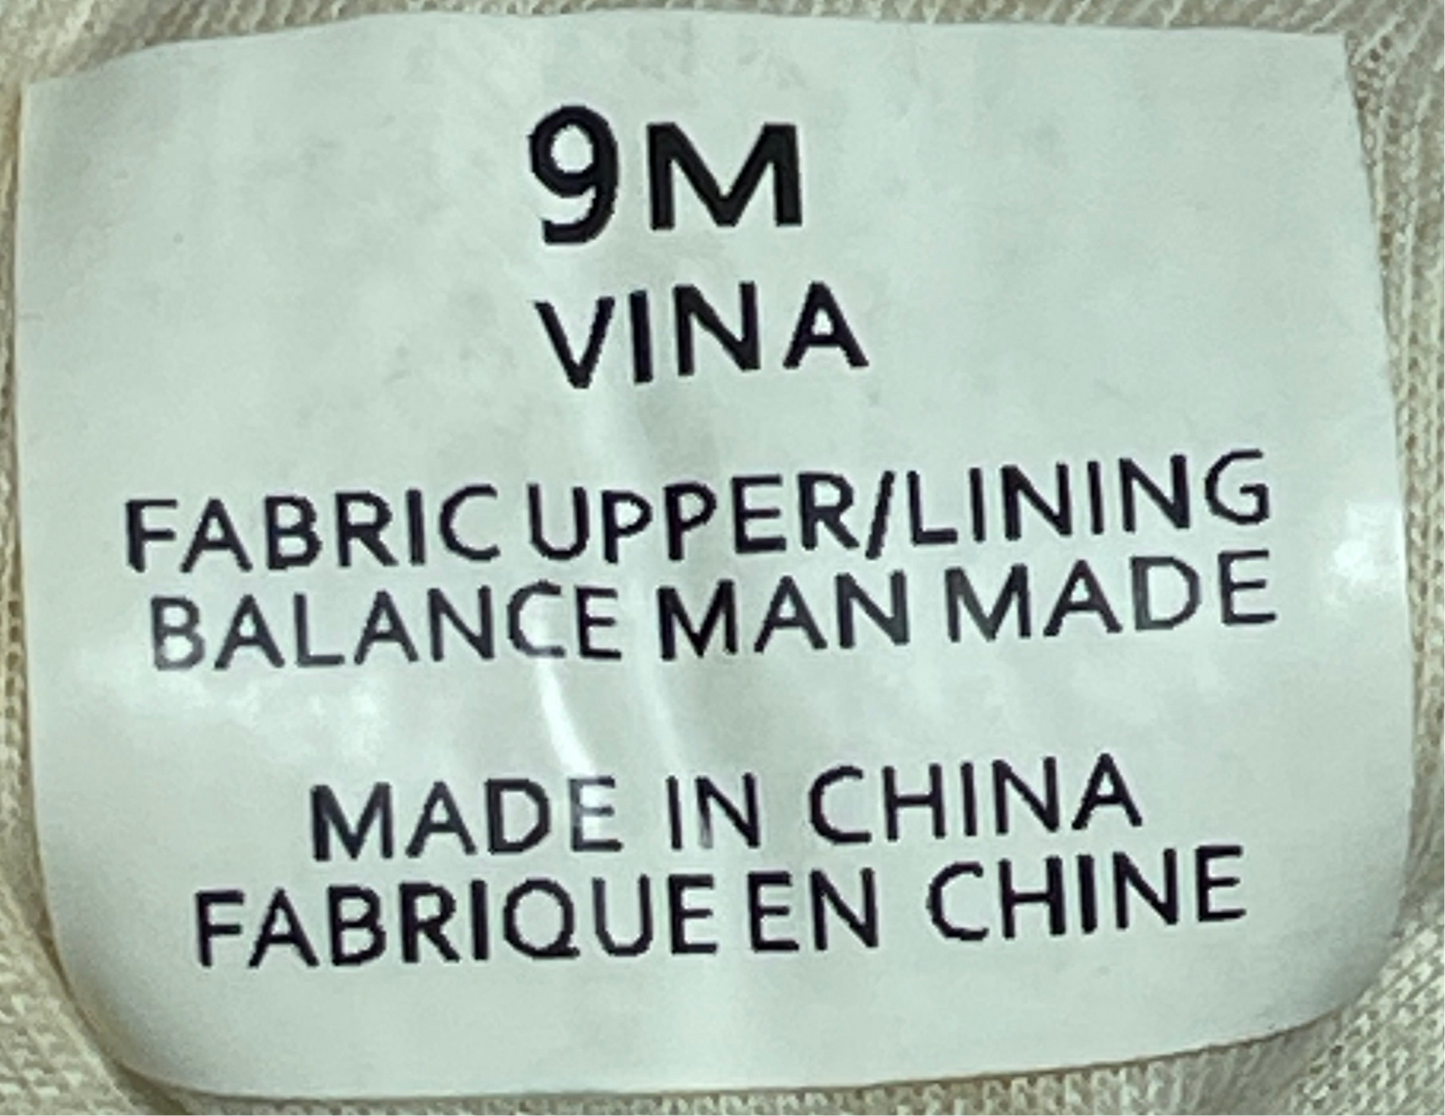 9M
VINA
FABRIC UPPER/LINING
BALANCE MAN MADE
MADE IN CHINA
FABRIQUE EN CHINE